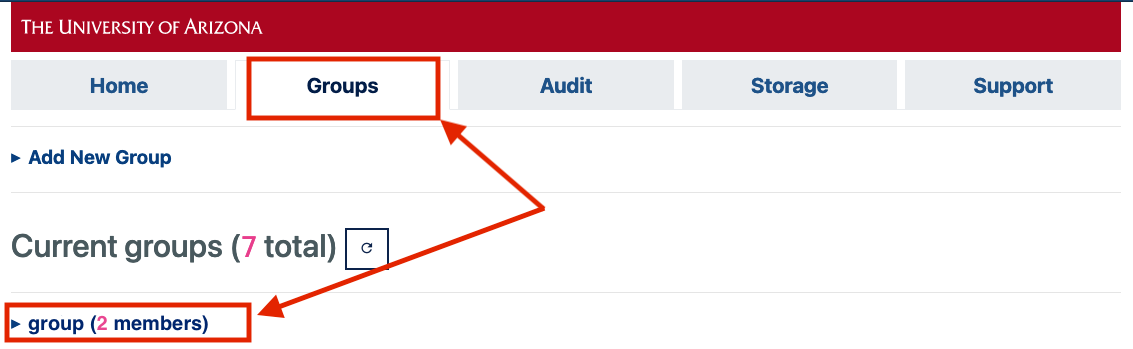 THE UNIVERSITY OF ARIZONA
Home Groups Audit Storage Support
▸ Add New Group
Current groups (7 total)
▸ group (2 members)